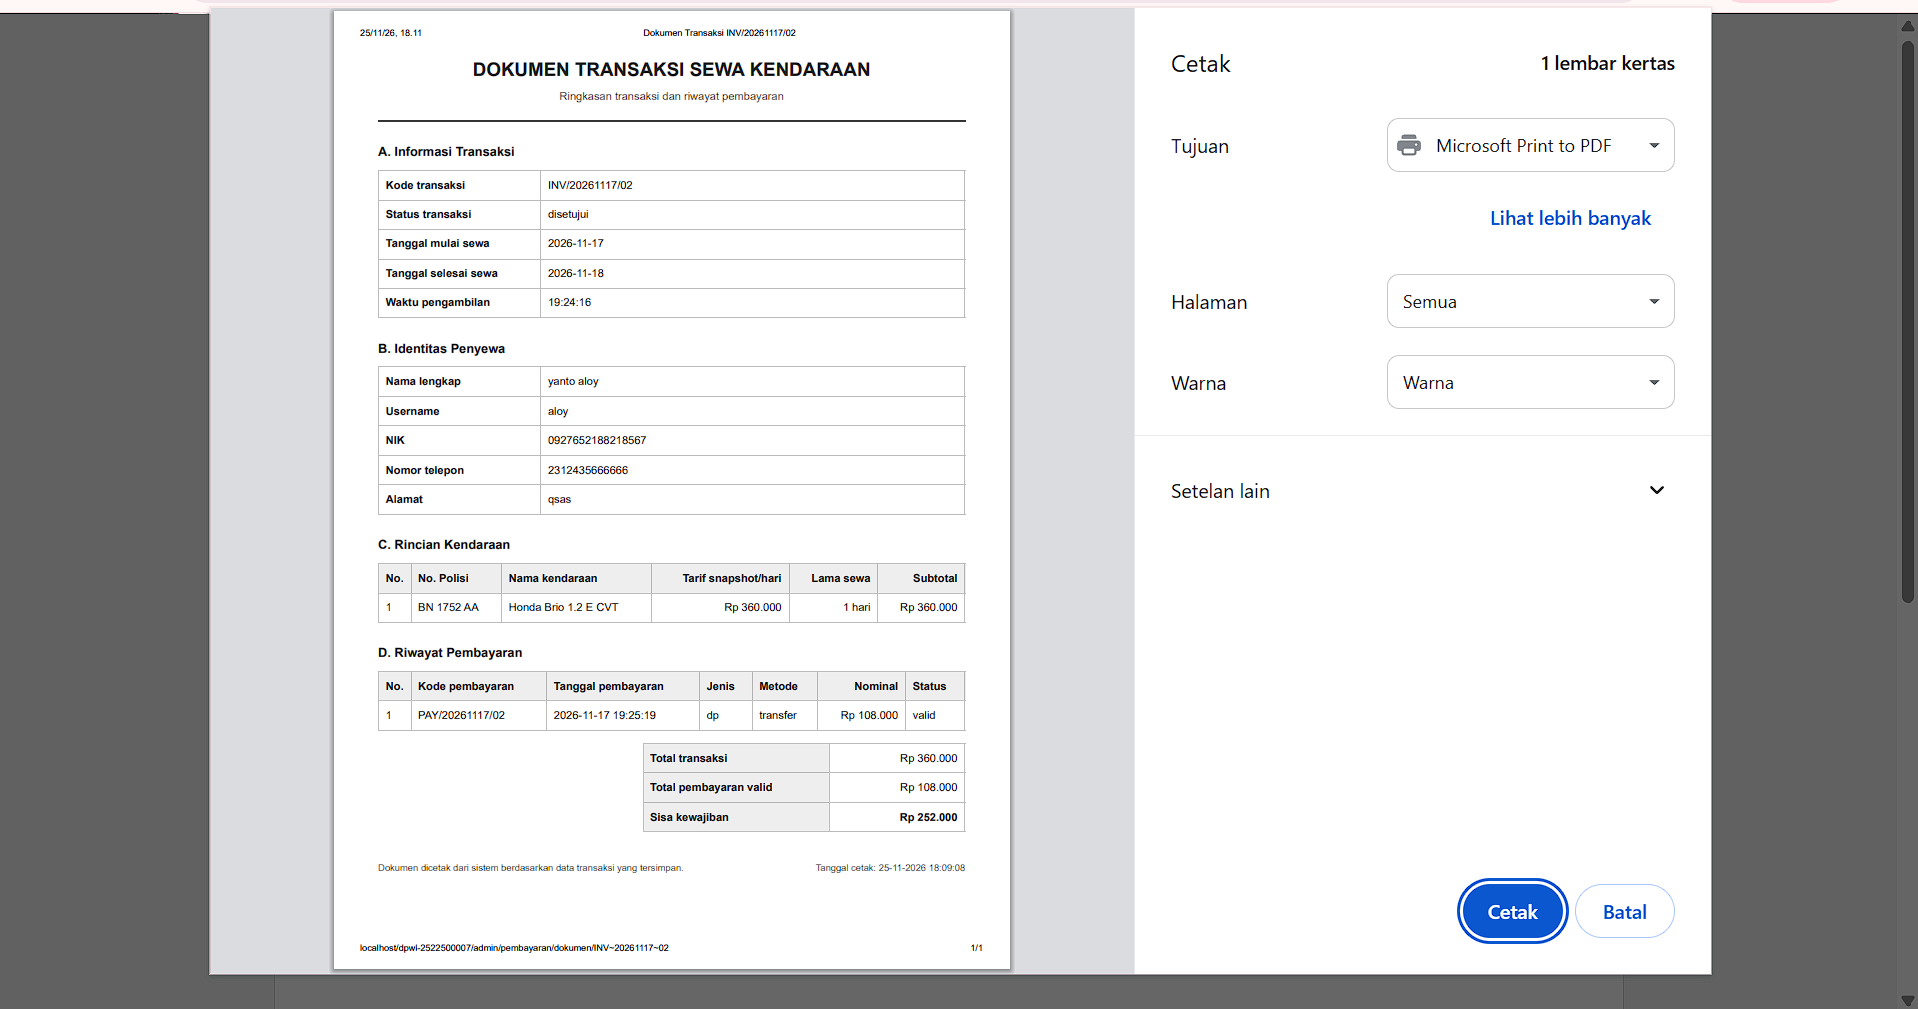 25/11/26, 18.11 Dokumen Transaksi INV/20261117/02
DOKUMEN TRANSAKSI SEWA KENDARAAN
Ringkasan transaksi dan riwayat pembayaran
A. Informasi Transaksi
Kode transaksi INV/20261117/02
Status transaksi disetujui
Tanggal mulai sewa 2026-11-17
Tanggal selesai sewa 2026-11-18
Waktu pengambilan 19:24:16
B. Identitas Penyewa
Nama lengkap yanto aloy
Username aloy
NIK 0927652188218567
Nomor telepon 2312435666666
Alamat qsas
C. Rincian Kendaraan
No. No. Polisi Nama kendaraan Tarif snapshot/hari Lama sewa Subtotal
1 BN 1752 AA Honda Brio 1.2 E CVT Rp 360.000 1 hari Rp 360.000
D. Riwayat Pembayaran
No. Kode pembayaran Tanggal pembayaran Jenis Metode Nominal Status
1 PAY/20261117/02 2026-11-17 19:25:19 dp transfer Rp 108.000 valid
Total transaksi Rp 360.000
Total pembayaran valid Rp 108.000
Sisa kewajiban Rp 252.000
Dokumen dicetak dari sistem berdasarkan data transaksi yang tersimpan. Tanggal cetak: 25-11-2026 18:09:08
localhost/dpwl-2522500007/admin/pembayaran/dokumen/INV~20261117~02 1/1
Cetak 1 lembar kertas
Tujuan Microsoft Print to PDF
Lihat lebih banyak
Halaman Semua
Warna Warna
Setelan lain
Cetak Batal